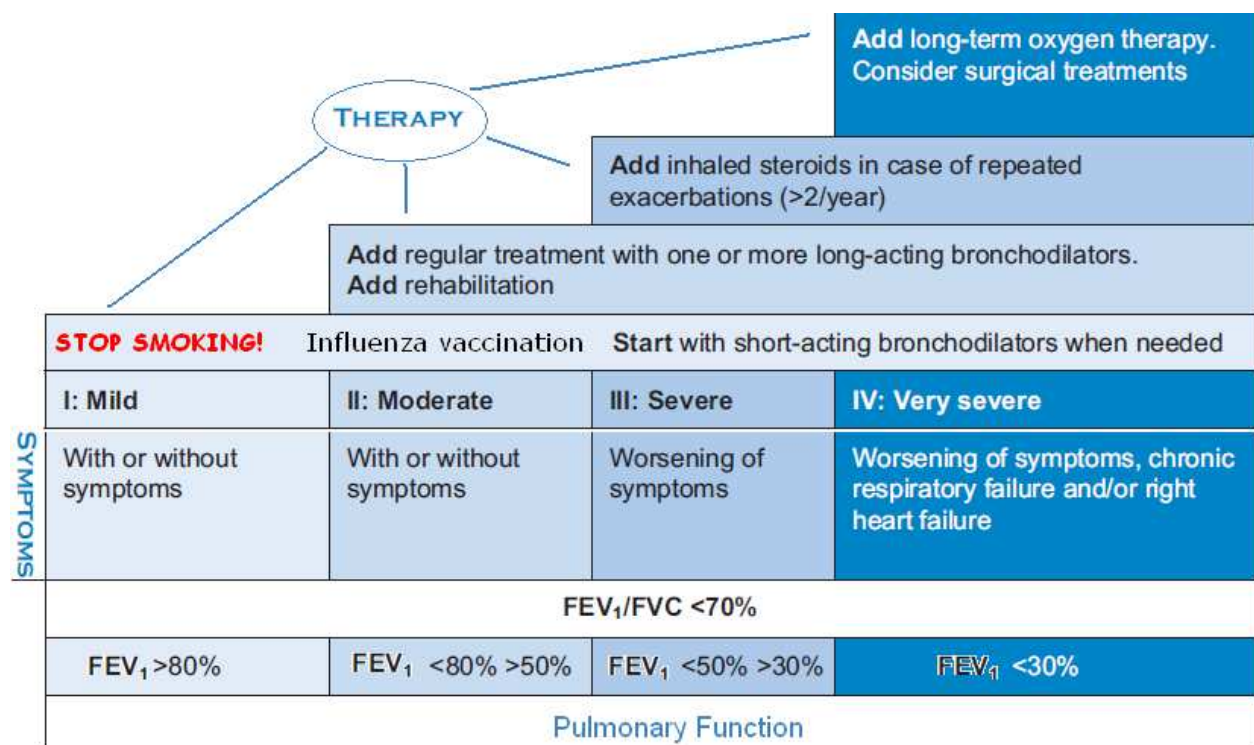 Add long-term oxygen therapy.
Consider surgical treatments
THERAPY
Add inhaled steroids in case of repeated
exacerbations (>2/year)
Add regular treatment with one or more long-acting bronchodilators.
Add rehabilitation
STOP SMOKING! Influenza vaccination Start with short-acting bronchodilators when needed
I: Mild II: Moderate III: Severe IV: Very severe
SYMPTOMS
With or without
symptoms
With or without
symptoms
Worsening of
symptoms
Worsening of symptoms, chronic
respiratory failure and/or right
heart failure
FEV₁/FVC <70%
FEV₁ >80% FEV₁ <80% >50% FEV₁ <50% >30% FEV₁ <30%
Pulmonary Function